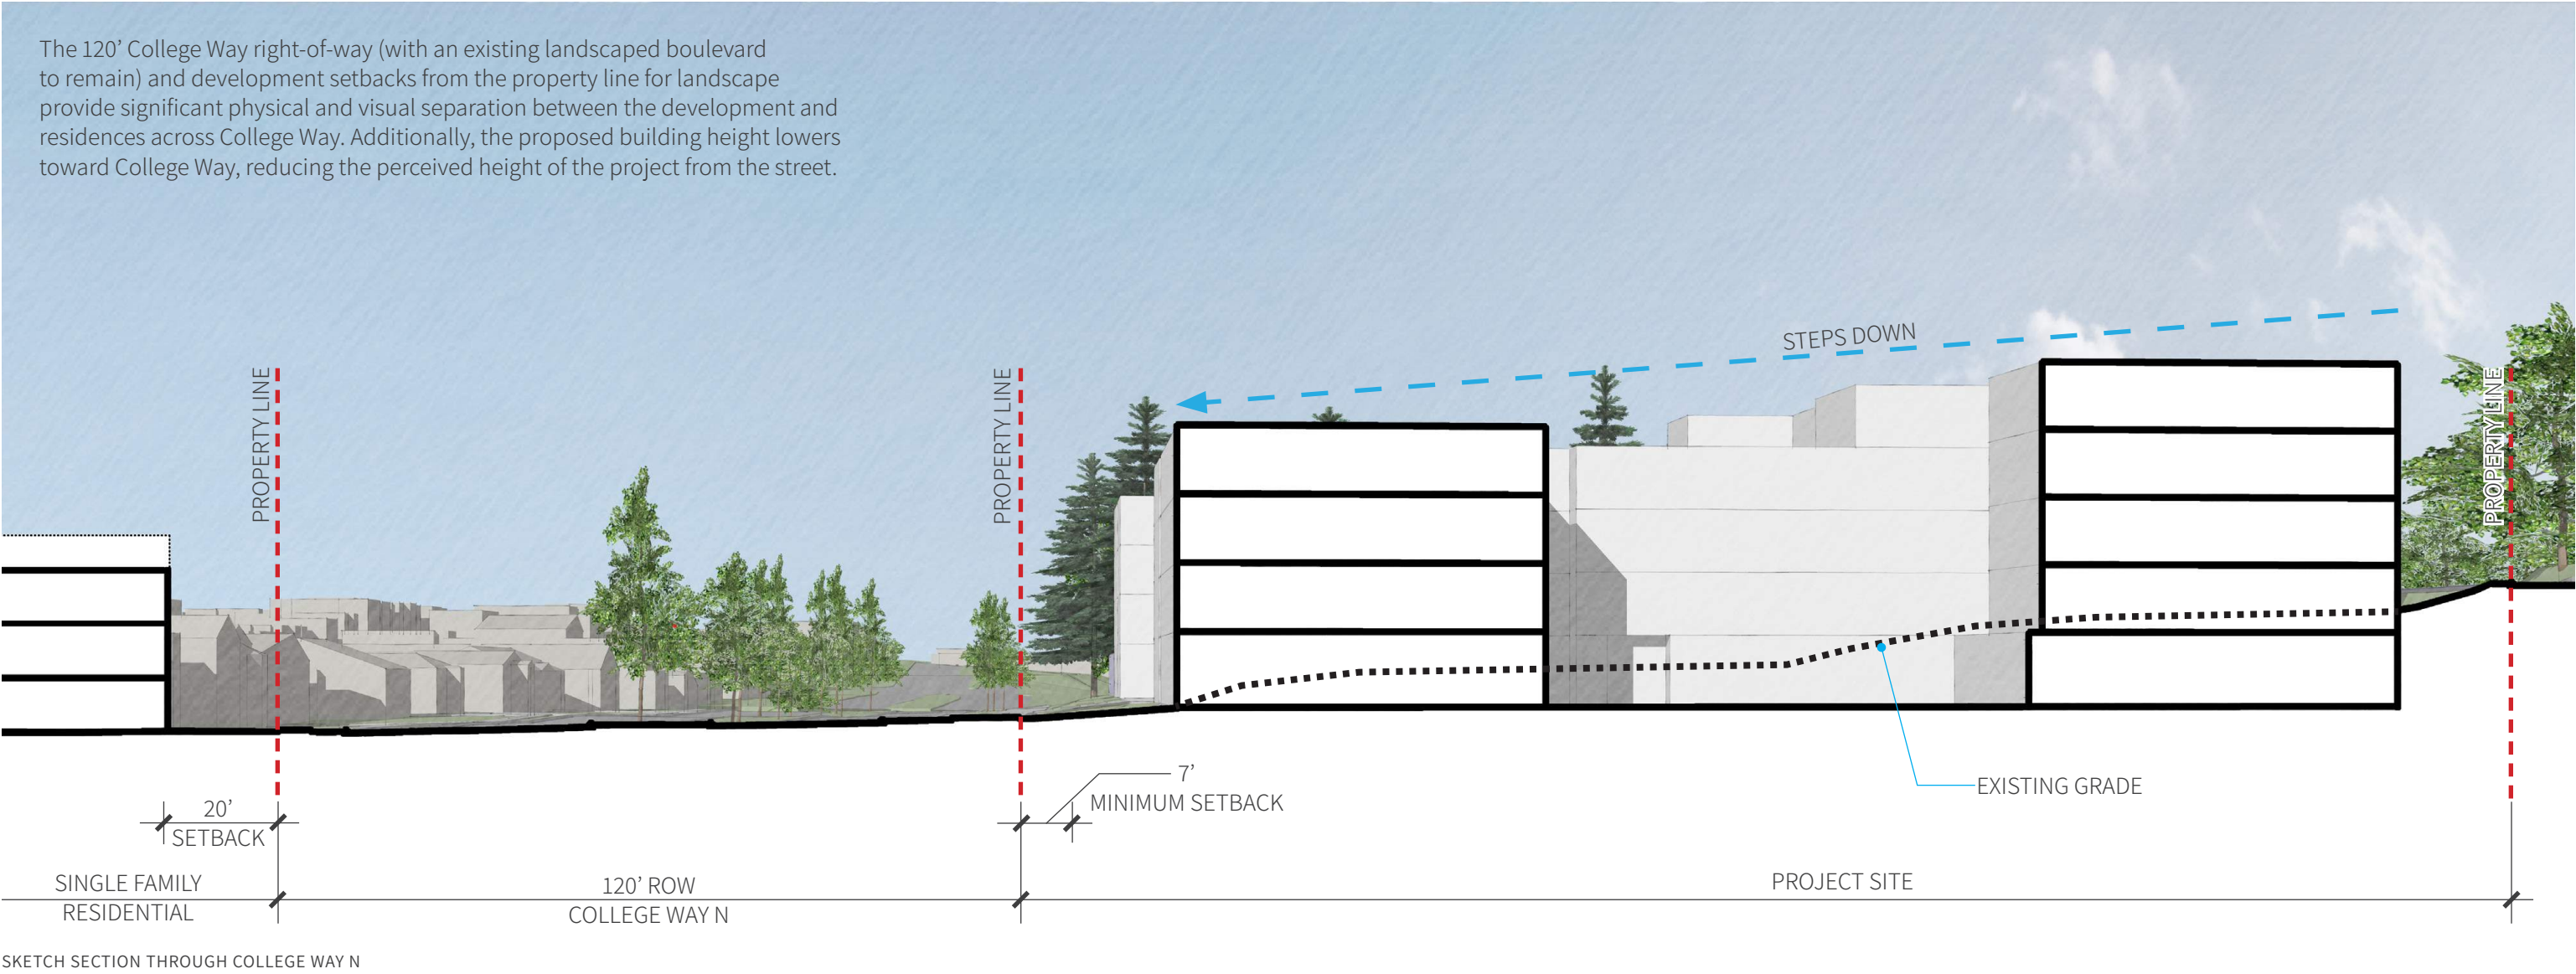 The 120’ College Way right-of-way (with an existing landscaped boulevard
to remain) and development setbacks from the property line for landscape
provide significant physical and visual separation between the development and
residences across College Way. Additionally, the proposed building height lowers
toward College Way, reducing the perceived height of the project from the street.
STEPS DOWN
PROPERTY LINE
PROPERTY LINE
PROPERTY LINE
7’
MINIMUM SETBACK
EXISTING GRADE
20’
SETBACK
SINGLE FAMILY
RESIDENTIAL
120’ ROW
COLLEGE WAY N
PROJECT SITE
SKETCH SECTION THROUGH COLLEGE WAY N